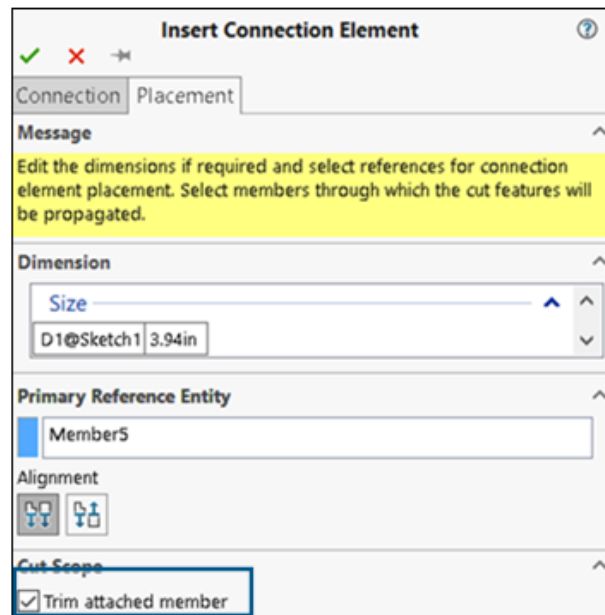 Insert Connection Element
Connection Placement
Message
Edit the dimensions if required and select references for connection
element placement. Select members through which the cut features will
be propagated.
Dimension
Size
D1@Sketch1 3.94in
Primary Reference Entity
Member5
Alignment
Cut Scope
Trim attached member